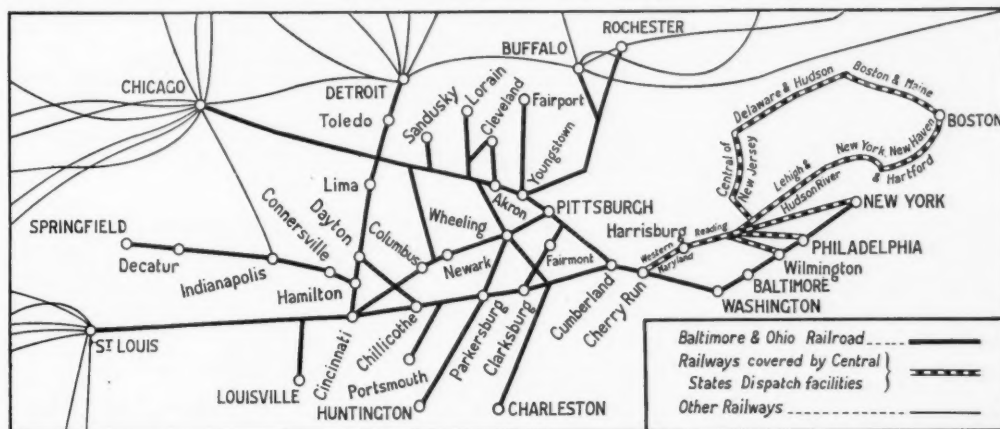 ROCHESTER
BUFFALO
CHICAGO
DETROIT
Toledo
Sandusky
Lorain
Cleveland
Fairport
Youngstown
Delaware & Hudson
Boston & Maine
BOSTON
Central of
New Jersey
Lehigh &
Hudson River
New York New Haven
& Hartford
Lima
Akron
PITTSBURGH
NEW YORK
SPRINGFIELD
Decatur
Indianapolis
Connersville
Dayton
Hamilton
Columbus
Wheeling
Newark
Fairmont
Harrisburg
Reading
Western
Maryland
PHILADELPHIA
Wilmington
BALTIMORE
WASHINGTON
Cumberland
Cherry Run
ST LOUIS
LOUISVILLE
Cincinnati
Chillicothe
Portsmouth
Parkersburg
Clarksburg
HUNTINGTON
CHARLESTON
Baltimore & Ohio Railroad
Railways covered by Central
States Dispatch facilities
Other Railways